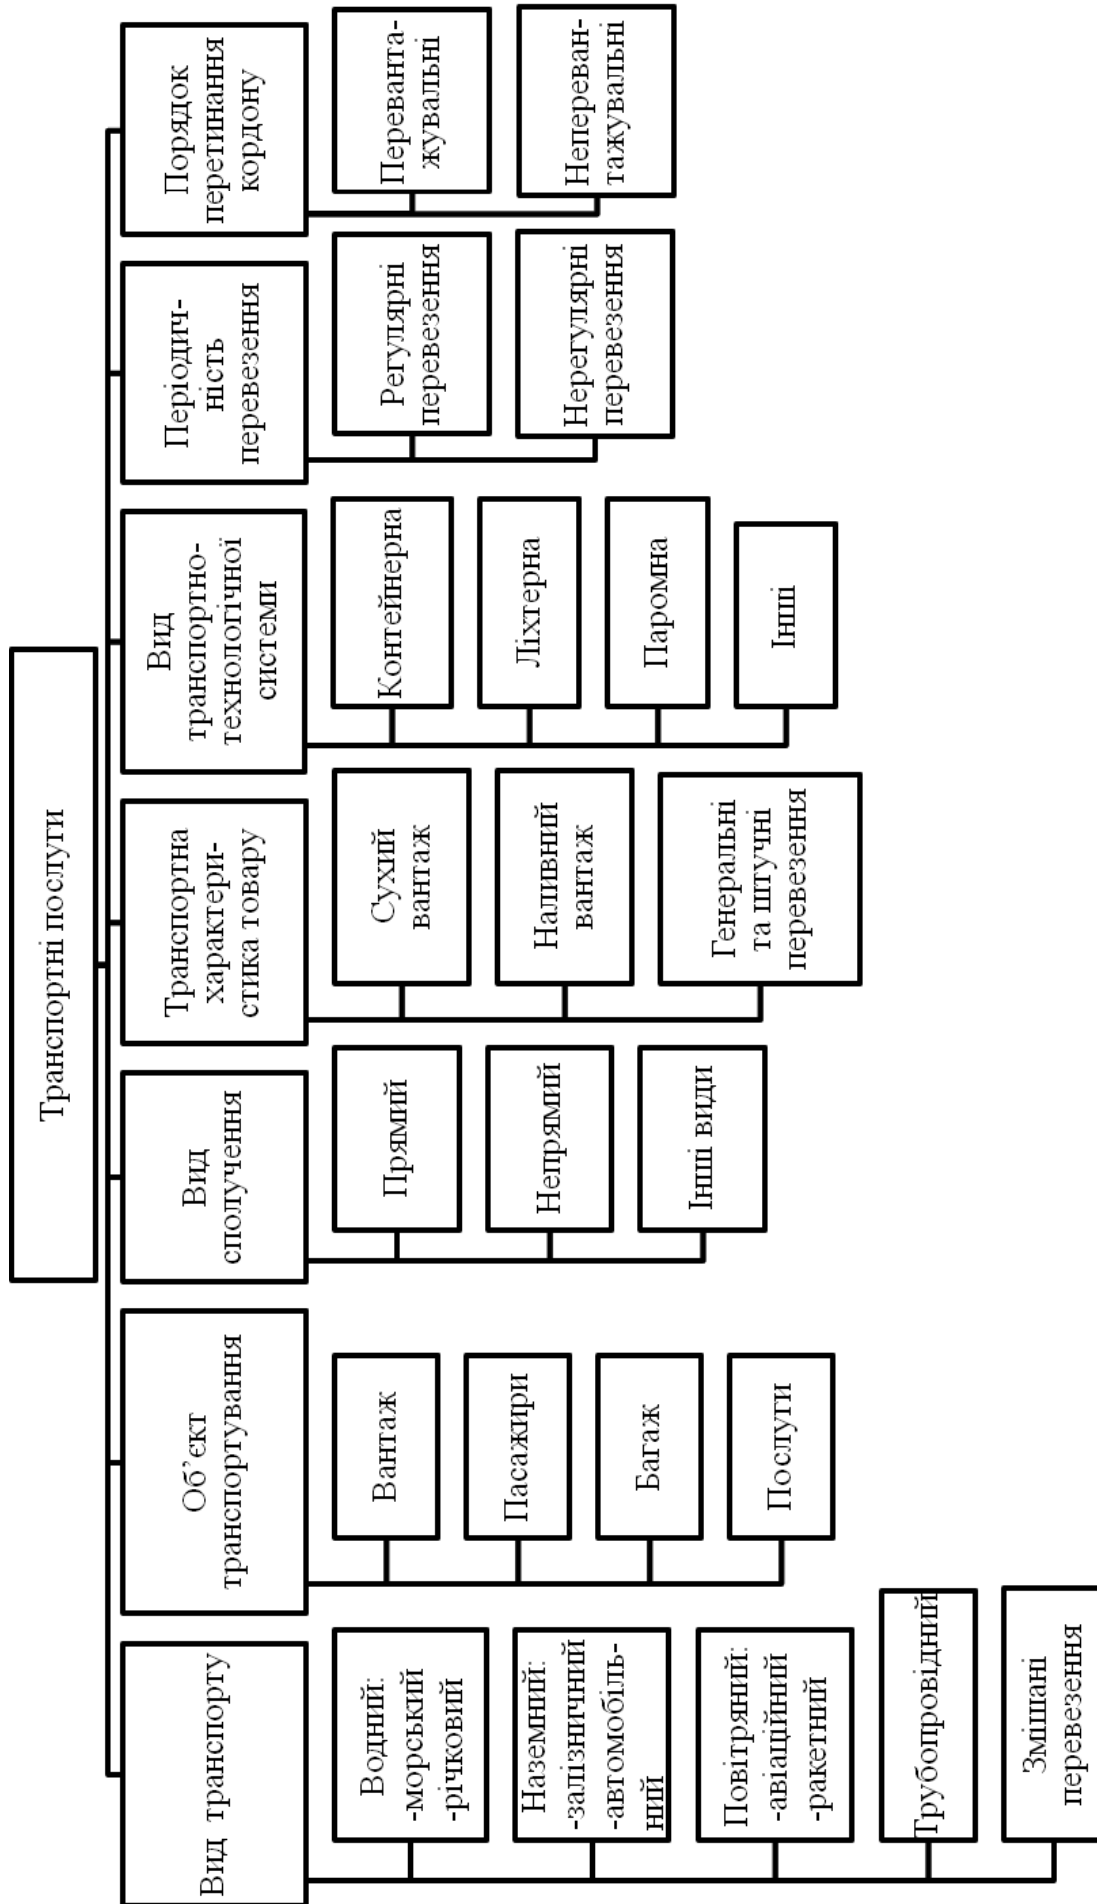 Транспортні послуги
Вид транспорту
Водний:
-морський
-річковий
Наземний:
-залізничний
-автомобіль-
ний
Повітряний:
-авіаційний
-ракетний
Трубопровідний
Змішані
перевезення
Об’єкт
транспортування
Вантаж
Пасажири
Багаж
Послуги
Вид
сполучення
Прямий
Непрямий
Інші види
Транспортна
характери-
стика товару
Сухий
вантаж
Наливний
вантаж
Генеральні
та штучні
перевезення
Вид
транспортно-
технологічної
системи
Контейнерна
Ліхтерна
Паромна
Інші
Періодич-
ність
перевезення
Регулярні
перевезення
Нерегулярні
перевезення
Порядок
перетинання
кордону
Переванта-
жувальні
Неперeван-
тажувальні